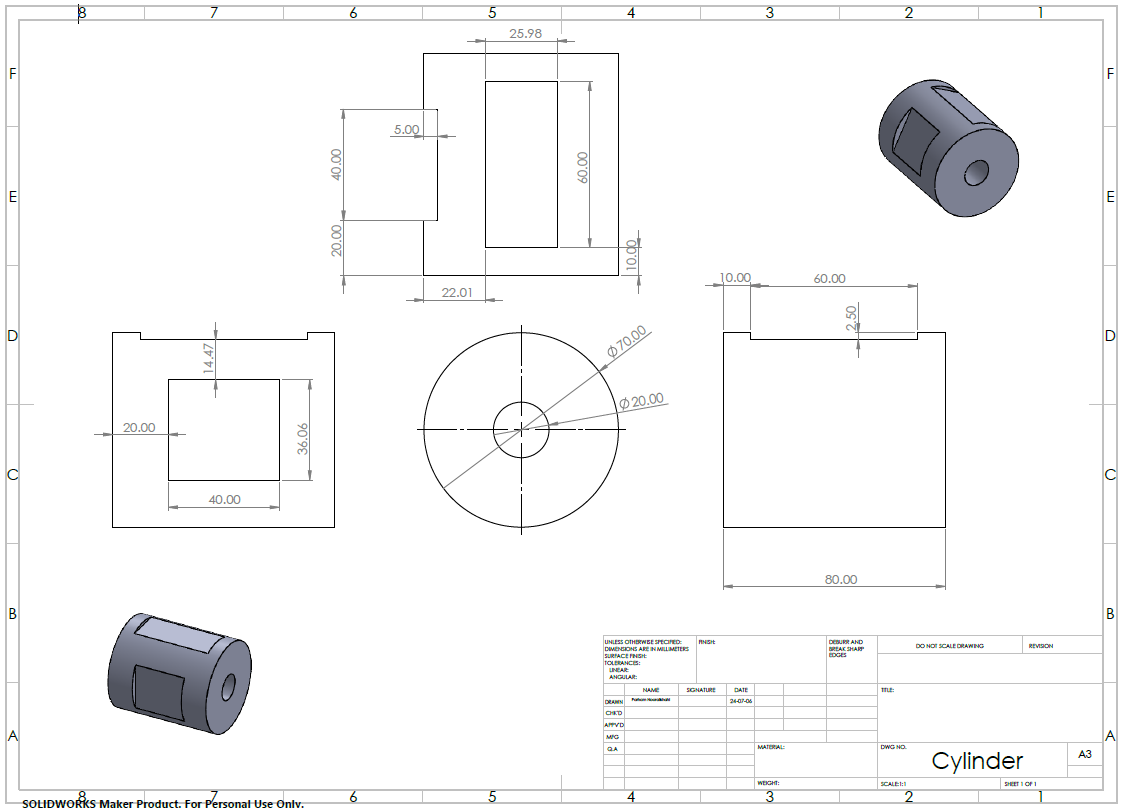 8 7 6 5 4 3 2 1
F F
E E
D D
C C
B B
A A
25.98
5.00
40.00
60.00
20.00
10.00
22.01
10.00
60.00
2.50
14.47
20.00
36.06
40.00
∅70.00
∅20.00
80.00
UNLESS OTHERWISE SPECIFIED:
DIMENSIONS ARE IN MILLIMETERS
SURFACE FINISH:
TOLERANCES:
LINEAR:
ANGULAR:
FINISH:
DEBURR AND
BREAK SHARP
EDGES
DO NOT SCALE DRAWING
REVISION
NAME SIGNATURE DATE
TITLE:
DRAWN 24-07-06
CHK'D
APPV'D
MFG
Q.A
MATERIAL:
DWG NO.
Cylinder
A3
WEIGHT:
SCALE:1:1
SHEET 1 OF 1
8 7 6 5 4 3 2 1
SOLIDWORKS Maker Product. For Personal Use Only.